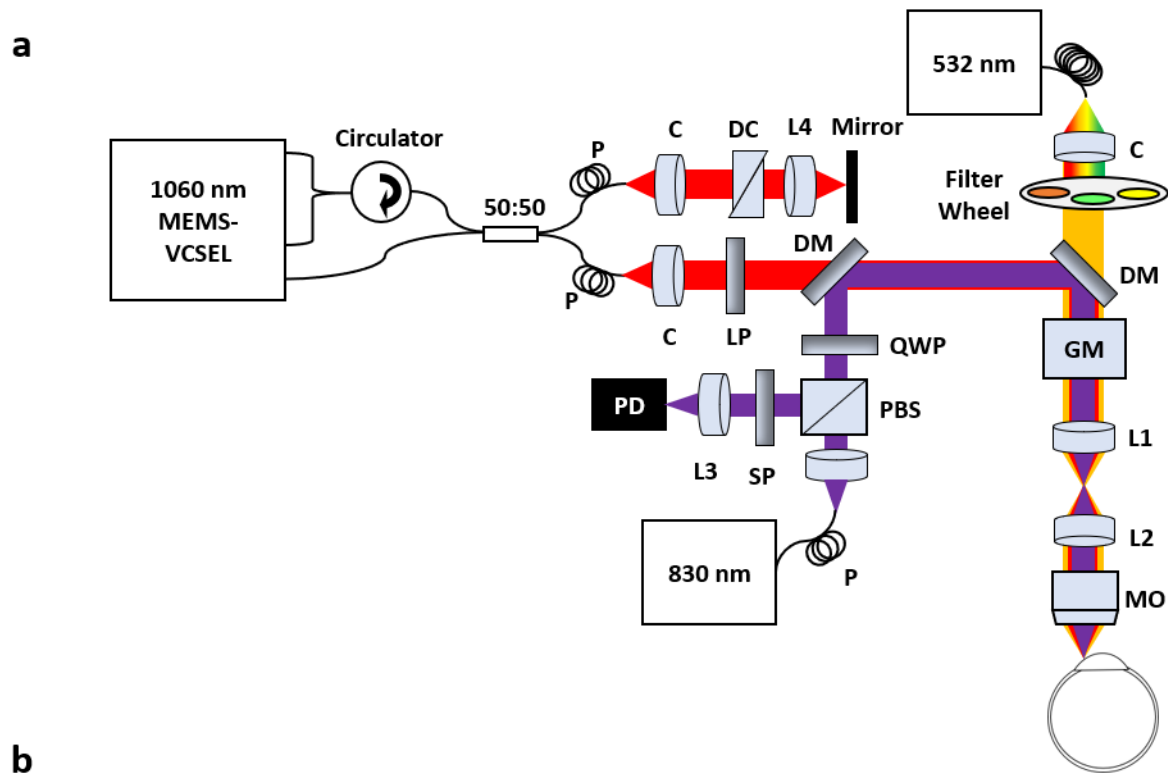 a
532 nm
Circulator
C
DC
L4
Mirror
P
C
1060 nm
MEMS-
VCSEL
Filter
Wheel
50:50
DM
DM
P
C
LP
QWP
GM
PD
PBS
L1
L3
SP
L2
830 nm
P
MO
b